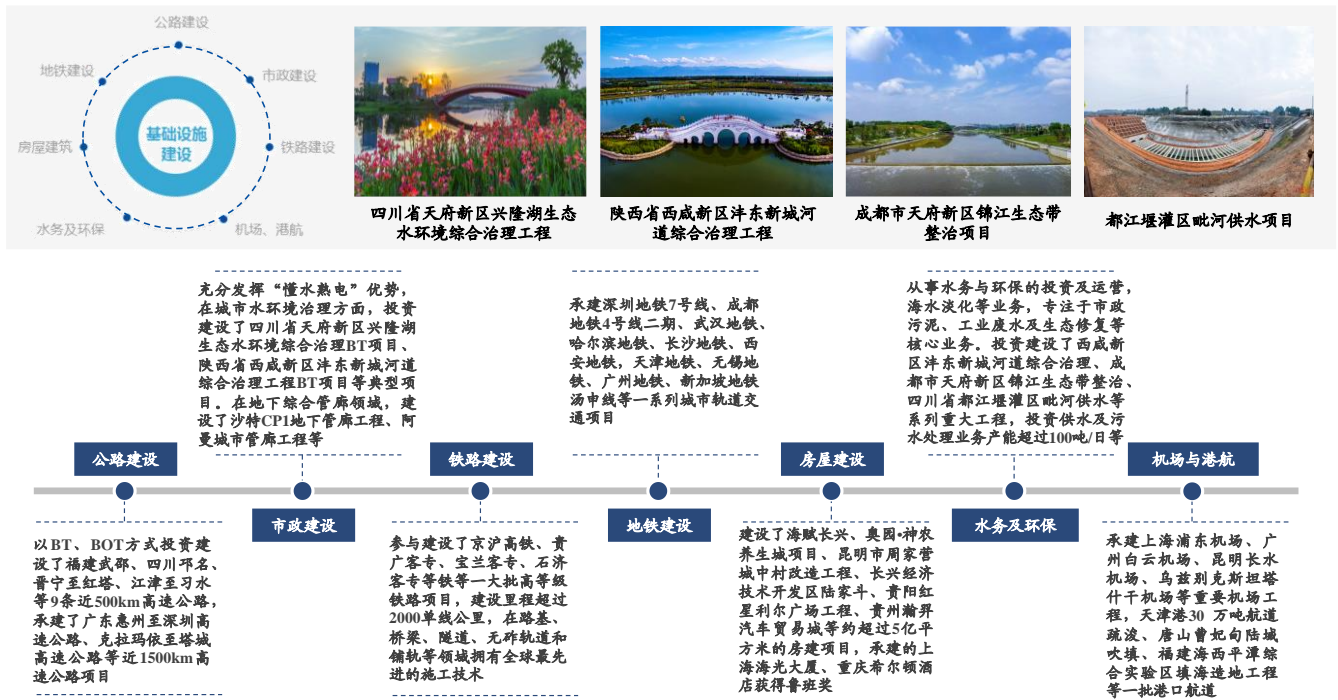 公路建设
地铁建设
市政建设
基础设施
建设
房屋建筑
铁路建设
水务及环保
机场、港航
四川省天府新区兴隆湖生态
水环境综合治理工程
陕西省西咸新区沣东新城河
道综合治理工程
成都市天府新区锦江生态带
整治项目
都江堰灌区毗河供水项目
充分发挥“懂水熟电”优势，
在城市水环境治理方面，投资
建设了四川省天府新区兴隆湖
生态水环境综合治理BT项目、
陕西省西咸新区沣东新城河道
综合治理工程BT项目等典型项
目。在地下综合管廊领域，建
设了沙特CP1地下管廊工程、阿
曼城市管廊工程等
承建深圳地铁7号线、成都
地铁4号线二期、武汉地铁、
哈尔滨地铁、长沙地铁、西
安地铁，天津地铁、无锡地
铁、广州地铁、新加坡地铁
汤申线等一系列城市轨道交
通项目
从事水务与环保的投资及运营，
海水淡化等业务，专注于市政
污泥、工业废水及生态修复等
核心业务。投资建设了西咸新
区沣东新城河道综合治理、成
都市天府新区锦江生态带整治、
四川省都江堰灌区毗河供水等
系列重大工程，投资供水及污
水处理业务产能超过100吨/日等
公路建设
铁路建设
房屋建设
机场与港航
市政建设
地铁建设
水务及环保
以BT、BOT方式投资建
设了福建武邵、四川邛名、
晋宁至红塔、江津至习水
等9条近500km高速公路，
承建了广东惠州至深圳高
速公路、克拉玛依至塔城
高速公路等近1500km高
速公路项目
参与建设了京沪高铁、贵
广客专、宝兰客专、石济
客专等铁等一大批高等级
铁路项目，建设里程超过
2000单线公里，在路基、
桥梁、隧道、无砟轨道和
铺轨等领域拥有全球最先
进的施工技术
建设了海赋长兴、奥园•神农
养生城项目、昆明市周家营
城中村改造工程、长兴经济
技术开发区陆家斗、贵阳红
星利尔广场工程、贵州瀚昇
汽车贸易城等约超过5亿平
方米的房建项目，承建的上
海海光大厦、重庆希尔顿酒
店获得鲁班奖
承建上海浦东机场、广
州白云机场、昆明长水
机场、乌兹别克斯坦塔
什干机场等重要机场工
程，天津港30 万吨航道
疏浚、唐山曹妃甸陆域
吹填、福建海西平潭综
合实验区填海造地工程
等一批港口航道